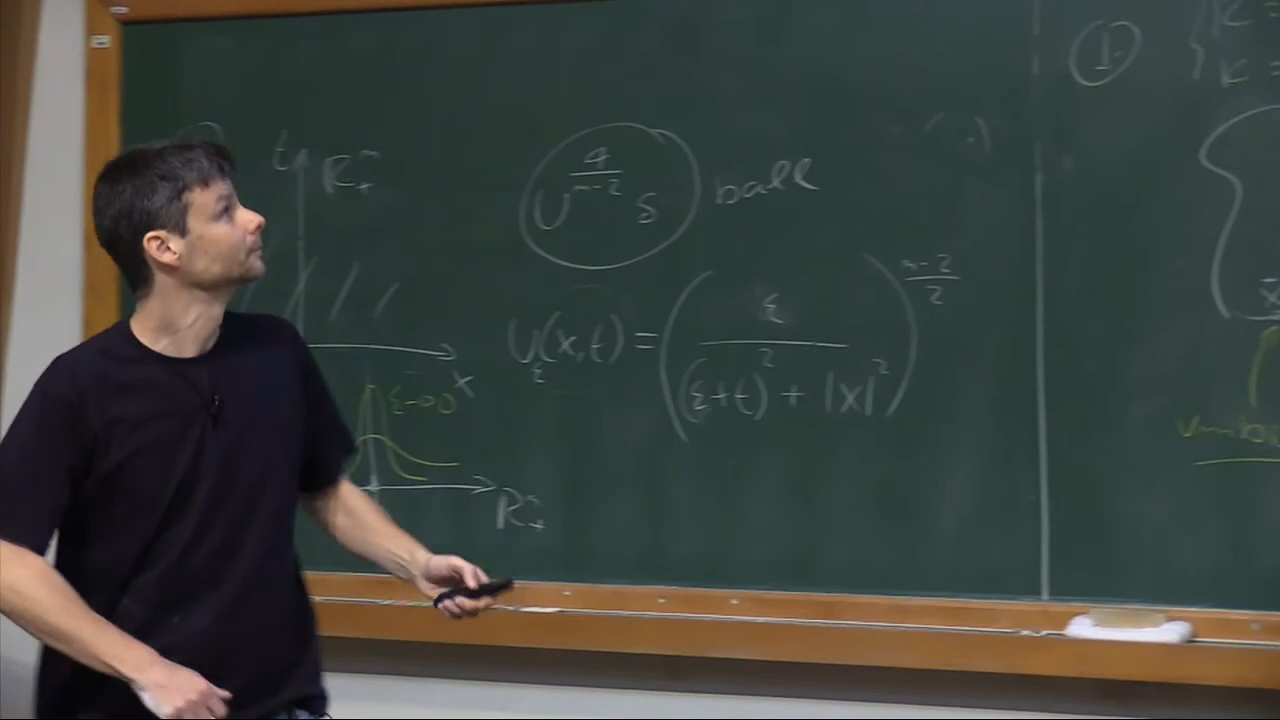 t R₊ⁿ
U^{4/(n-2)} δ ball
U_ε(x,t) = ( ε / ((ε+t)² + |x|²) )^{(n-2)/2}
x
ε→0
R₊ⁿ
①